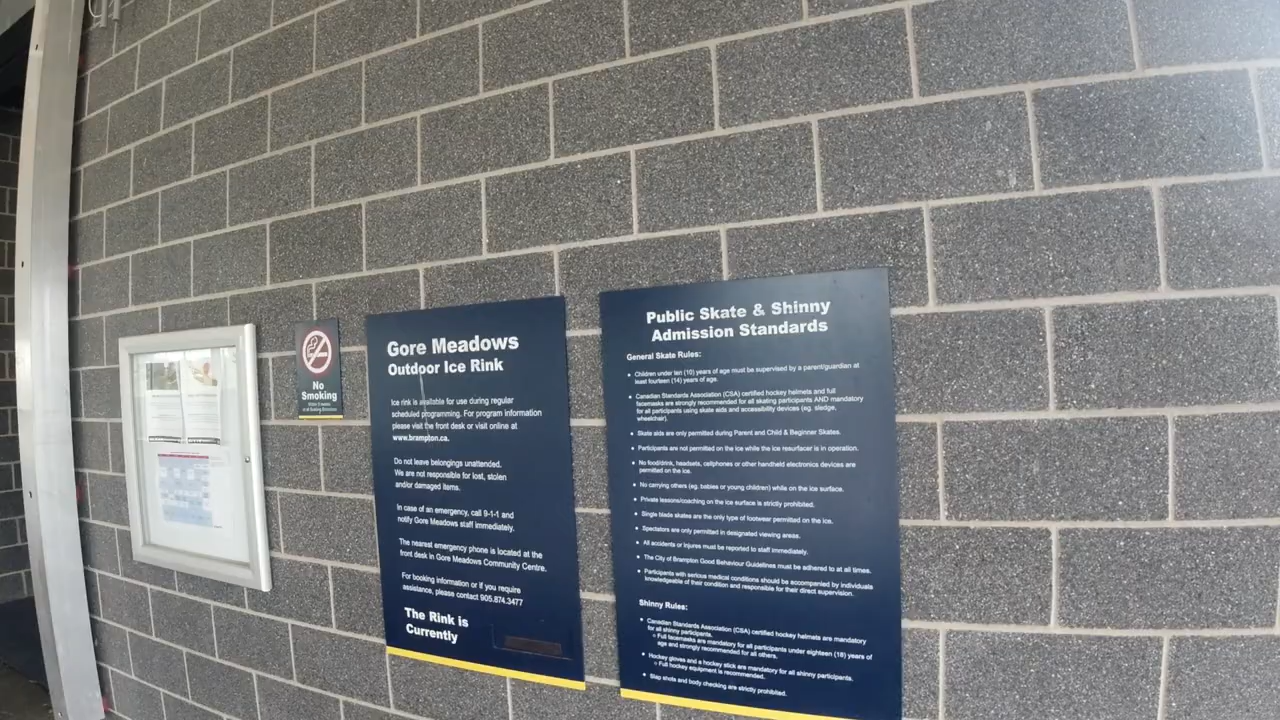 No
Smoking
Gore Meadows
Outdoor Ice Rink
Ice rink is available for use during regular
scheduled programming. For program information
please visit the front desk or visit online at
www.brampton.ca.
Do not leave belongings unattended.
We are not responsible for lost, stolen
and/or damaged items.
In case of an emergency, call 9-1-1 and
notify Gore Meadows staff immediately.
The nearest emergency phone is located at the
front desk in Gore Meadows Community Centre.
For booking information or if you require
assistance, please contact 905.874.3477
The Rink is
Currently
Public Skate & Shinny
Admission Standards
General Skate Rules:
• Children under ten (10) years of age must be supervised by a parent/guardian at
least fourteen (14) years of age.
• Canadian Standards Association (CSA) certified hockey helmets and full
facemasks are strongly recommended for all skating participants AND mandatory
for all participants using skate aids and accessibility devices (eg. sledge,
wheelchair).
• Skate aids are only permitted during Parent and Child & Beginner Skates.
• Participants are not permitted on the ice while the ice resurfacer is in operation.
• No food/drink, headsets, cellphones or other handheld electronics devices are
permitted on the ice.
• No carrying others (eg. babies or young children) while on the ice surface.
• Private lessons/coaching on the ice surface is strictly prohibited.
• Single blade skates are the only type of footwear permitted on the ice.
• Spectators are only permitted in designated viewing areas.
• All accidents or injures must be reported to staff immediately.
• The City of Brampton Good Behaviour Guidelines must be adhered to at all times.
• Participants with serious medical conditions should be accompanied by individuals
knowledgeable of their condition and responsible for their direct supervision.
Shinny Rules:
• Canadian Standards Association (CSA) certified hockey helmets are mandatory
for all shinny participants.
○ Full facemasks are mandatory for all participants under eighteen (18) years of
age and strongly recommended for all others.
• Hockey gloves and a hockey stick are mandatory for all shinny participants.
○ Full hockey equipment is recommended.
• Slap shots and body checking are strictly prohibited.